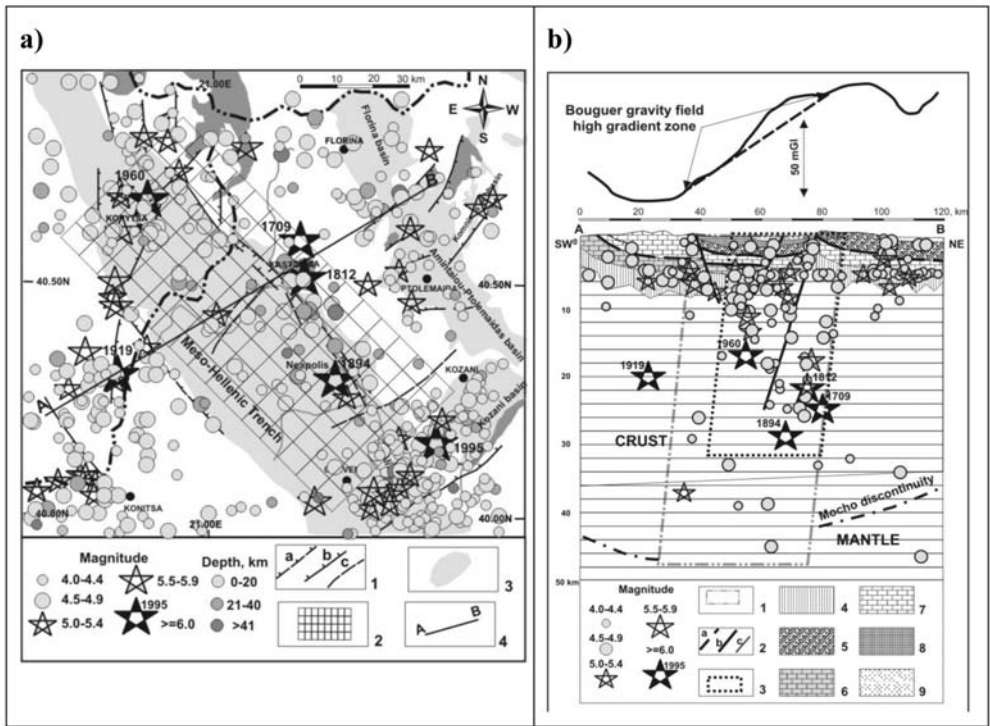 a)
21.00E
0 10 20 30 km
N
E W
S
Florina basin
FLORINA
1960
B
1709
1812
40.50N
40.50N
PTOLEMAIDA
basin
1919
1894
Neapolis
KOZANI
Kozani basin
A
Meso-Hellenic Trench
1995
KONITSA
40.00N
21.00E
40.00N
Magnitude
4.0-4.4
4.5-4.9
5.0-5.4
5.5-5.9
1995
>=6.0
Depth, km
0-20
21-40
>41
a b c 1
2
3
A B 4
b)
Bouguer gravity field
high gradient zone
50 mGl
0 20 40 60 80 100 120, km
A B
SW NE
0
10
20
30
40
50 km
1960
1919
1812
1709
1894
CRUST
Mocho discontinuity
MANTLE
Magnitude
4.0-4.4
4.5-4.9
5.0-5.4
5.5-5.9
>=6.0
1995
1
a b c 2
3
4
5
6
7
8
9